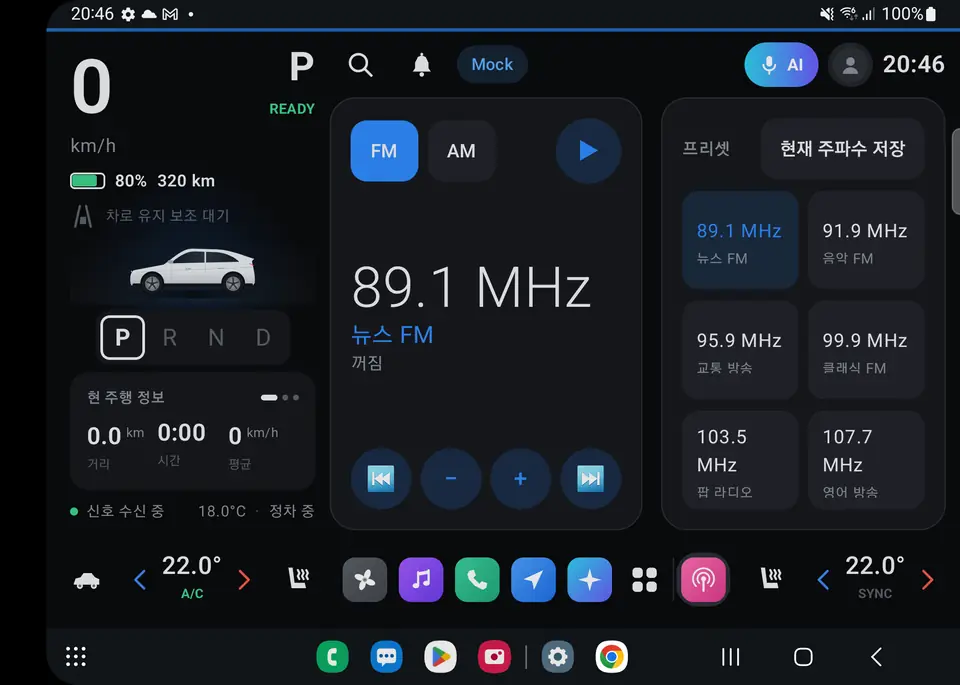 20:46
100%
0
P
READY
km/h
80% 320 km
차로 유지 보조 대기
P R N D
현 주행 정보
0.0 km 0:00 0 km/h
거리 시간 평균
신호 수신 중 18.0°C · 정차 중
Mock
AI
20:46
FM AM
89.1 MHz
뉴스 FM
꺼짐
프리셋
현재 주파수 저장
89.1 MHz
뉴스 FM
91.9 MHz
음악 FM
95.9 MHz
교통 방송
99.9 MHz
클래식 FM
103.5
MHz
팝 라디오
107.7
MHz
영어 방송
22.0°
A/C
22.0°
SYNC